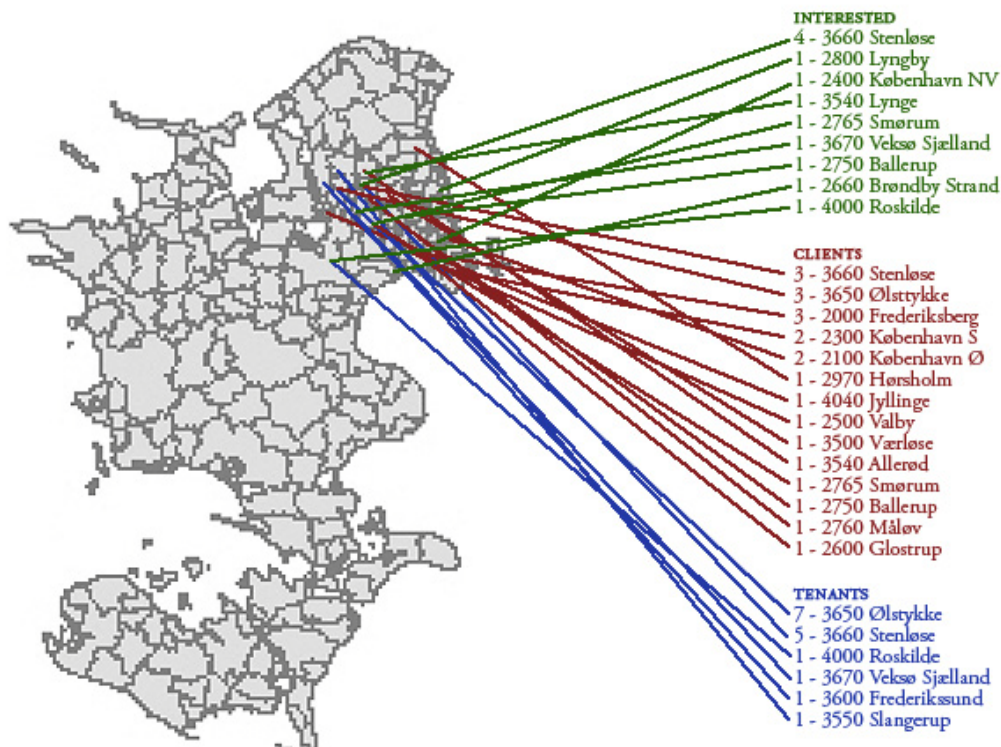 INTERESTED
4 - 3660 Stenløse
1 - 2800 Lyngby
1 - 2400 København NV
1 - 3540 Lynge
1 - 2765 Smørum
1 - 3670 Veksø Sjælland
1 - 2750 Ballerup
1 - 2660 Brøndby Strand
1 - 4000 Roskilde
CLIENTS
3 - 3660 Stenløse
3 - 3650 Ølsttykke
3 - 2000 Frederiksberg
2 - 2300 København S
2 - 2100 København Ø
1 - 2970 Hørsholm
1 - 4040 Jyllinge
1 - 2500 Valby
1 - 3500 Værløse
1 - 3540 Allerød
1 - 2765 Smørum
1 - 2750 Ballerup
1 - 2760 Måløv
1 - 2600 Glostrup
TENANTS
7 - 3650 Ølstykke
5 - 3660 Stenløse
1 - 4000 Roskilde
1 - 3670 Veksø Sjælland
1 - 3600 Frederikssund
1 - 3550 Slangerup